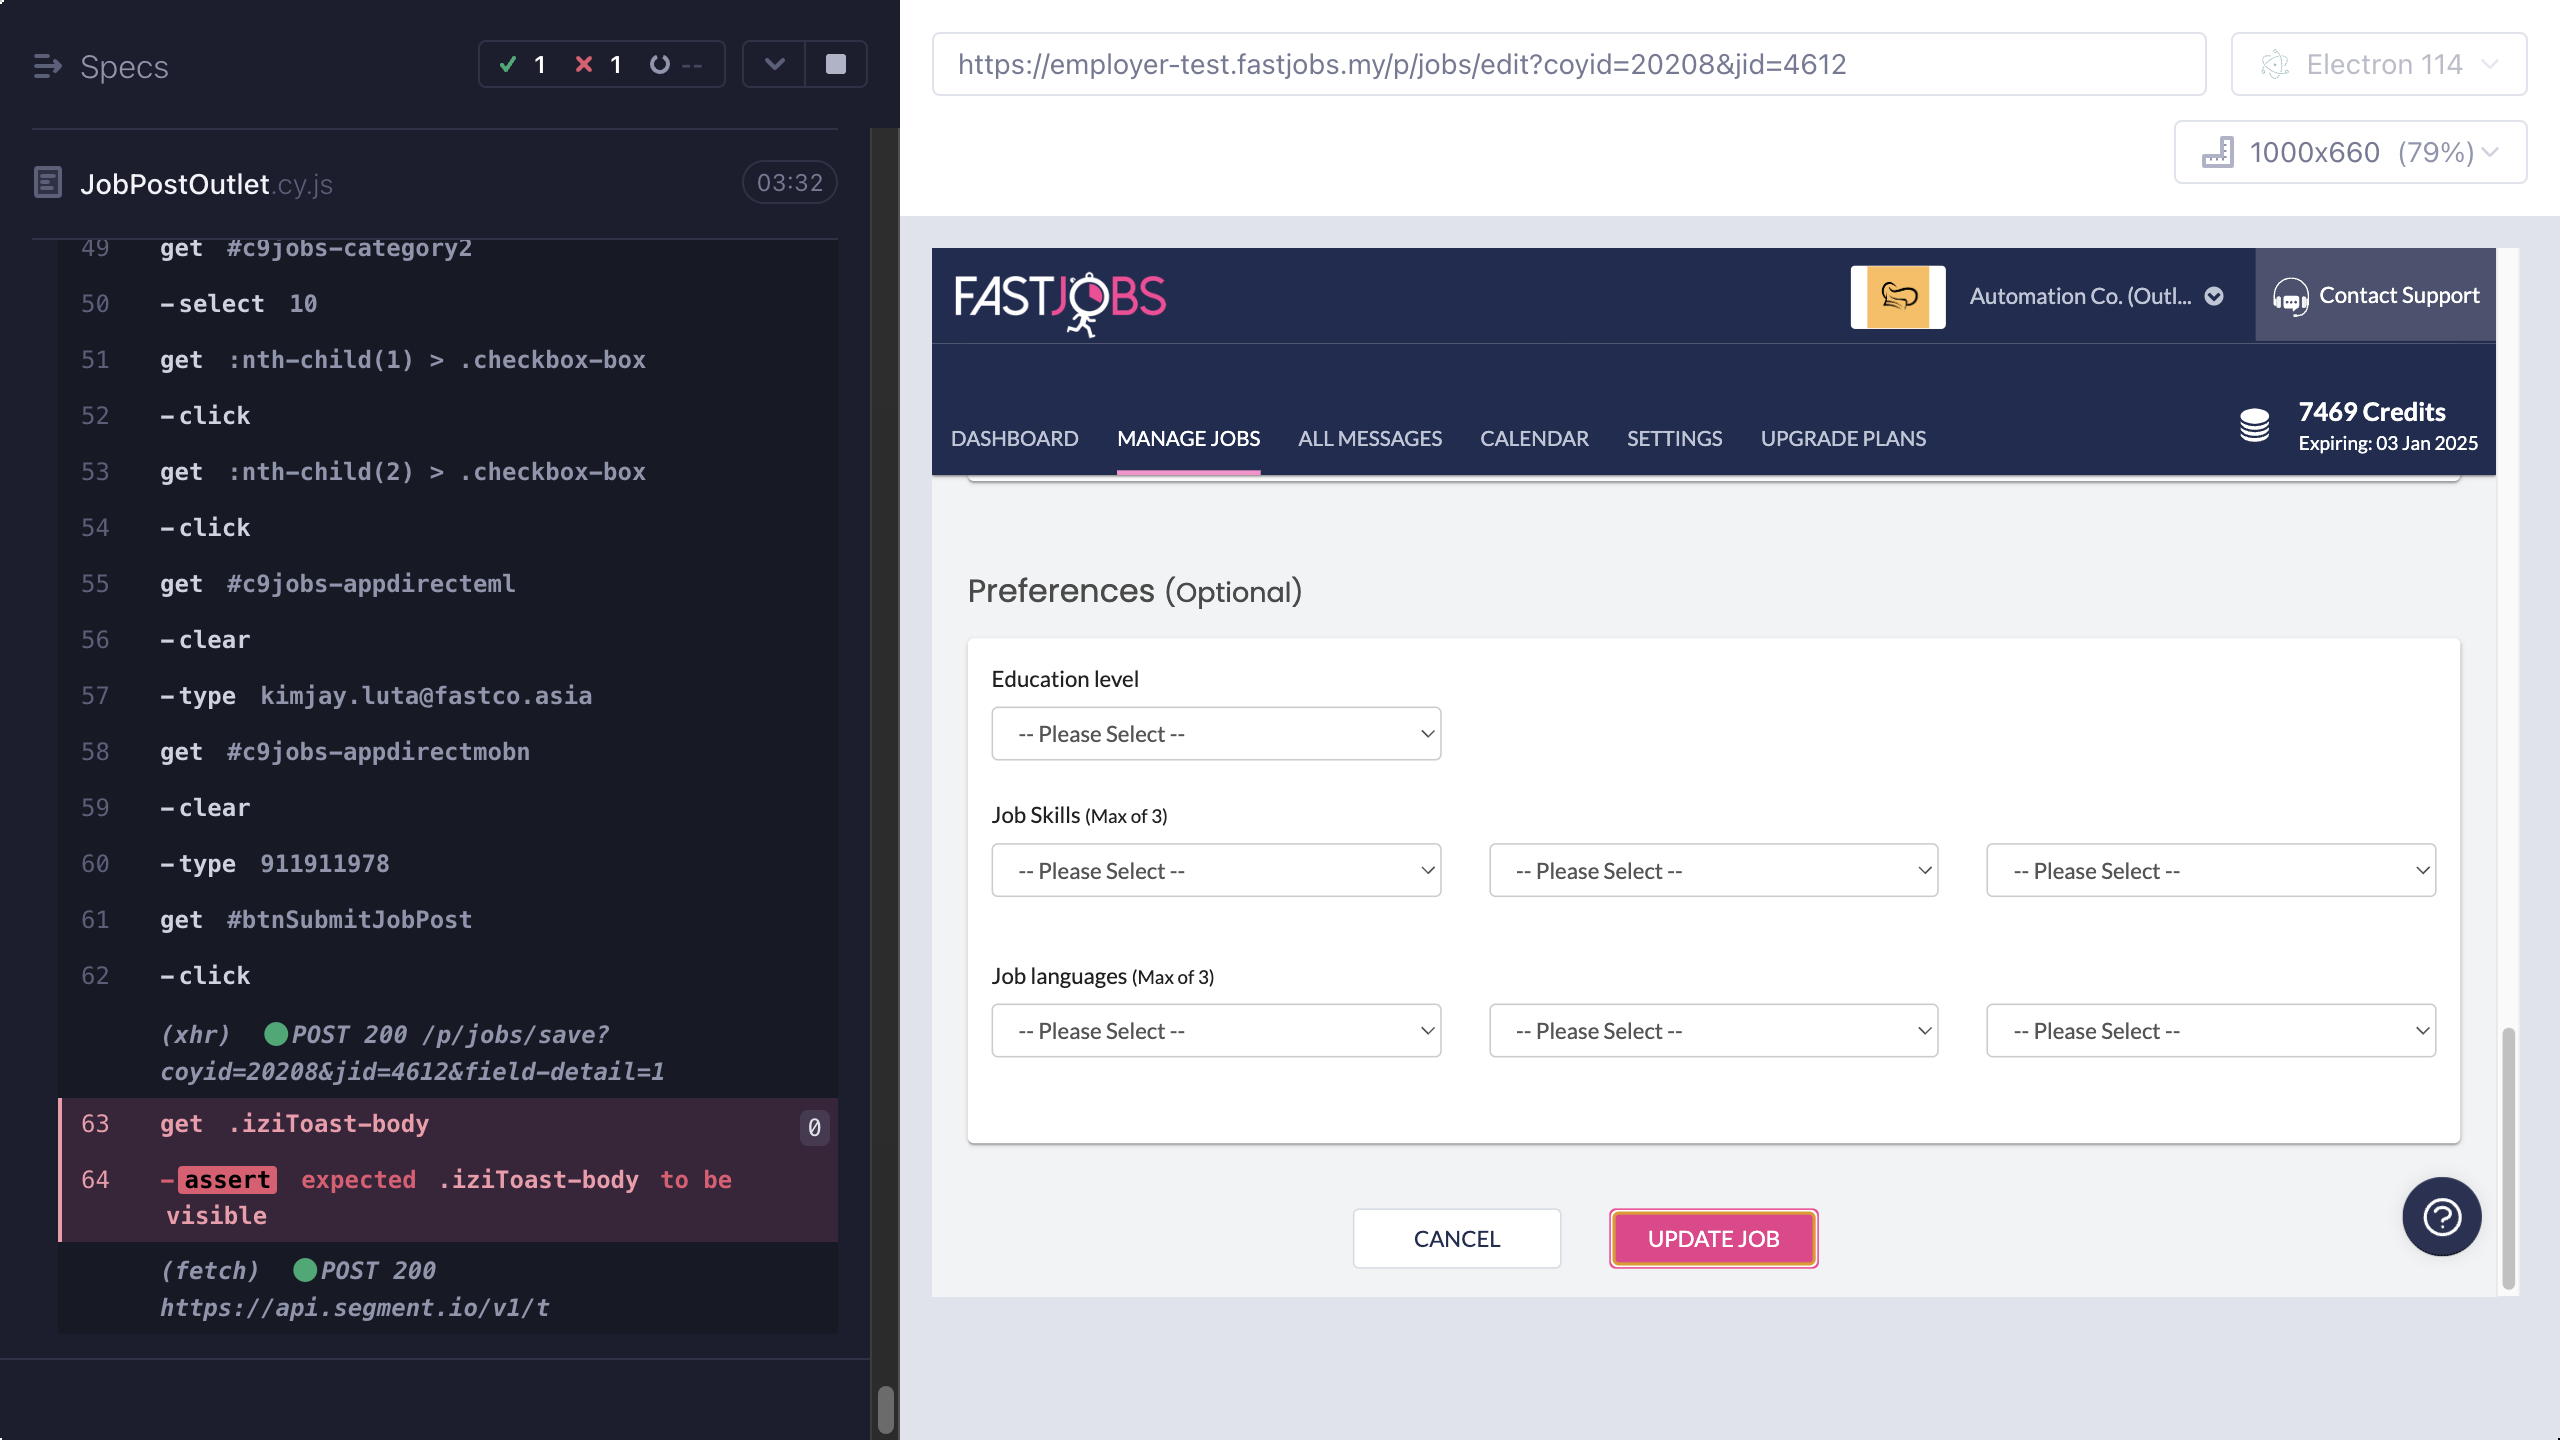 Specs
1 1 --
JobPostOutlet.cy.js 03:32
49 get #c9jobs-category2
50 -select 10
51 get :nth-child(1) > .checkbox-box
52 -click
53 get :nth-child(2) > .checkbox-box
54 -click
55 get #c9jobs-appdirecteml
56 -clear
57 -type kimjay.luta@fastco.asia
58 get #c9jobs-appdirectmobn
59 -clear
60 -type 911911978
61 get #btnSubmitJobPost
62 -click
(xhr) POST 200 /p/jobs/save?
coyid=20208&jid=4612&field-detail=1
63 get .iziToast-body 0
64 -assert expected .iziToast-body to be
visible
(fetch) POST 200
https://api.segment.io/v1/t
https://employer-test.fastjobs.my/p/jobs/edit?coyid=20208&jid=4612
Electron 114
1000x660 (79%)
FASTJOBS
Automation Co. (Outl...
Contact Support
DASHBOARD MANAGE JOBS ALL MESSAGES CALENDAR SETTINGS UPGRADE PLANS
7469 Credits
Expiring: 03 Jan 2025
Preferences (Optional)
Education level
-- Please Select --
Job Skills (Max of 3)
-- Please Select -- -- Please Select -- -- Please Select --
Job languages (Max of 3)
-- Please Select -- -- Please Select -- -- Please Select --
CANCEL UPDATE JOB
?